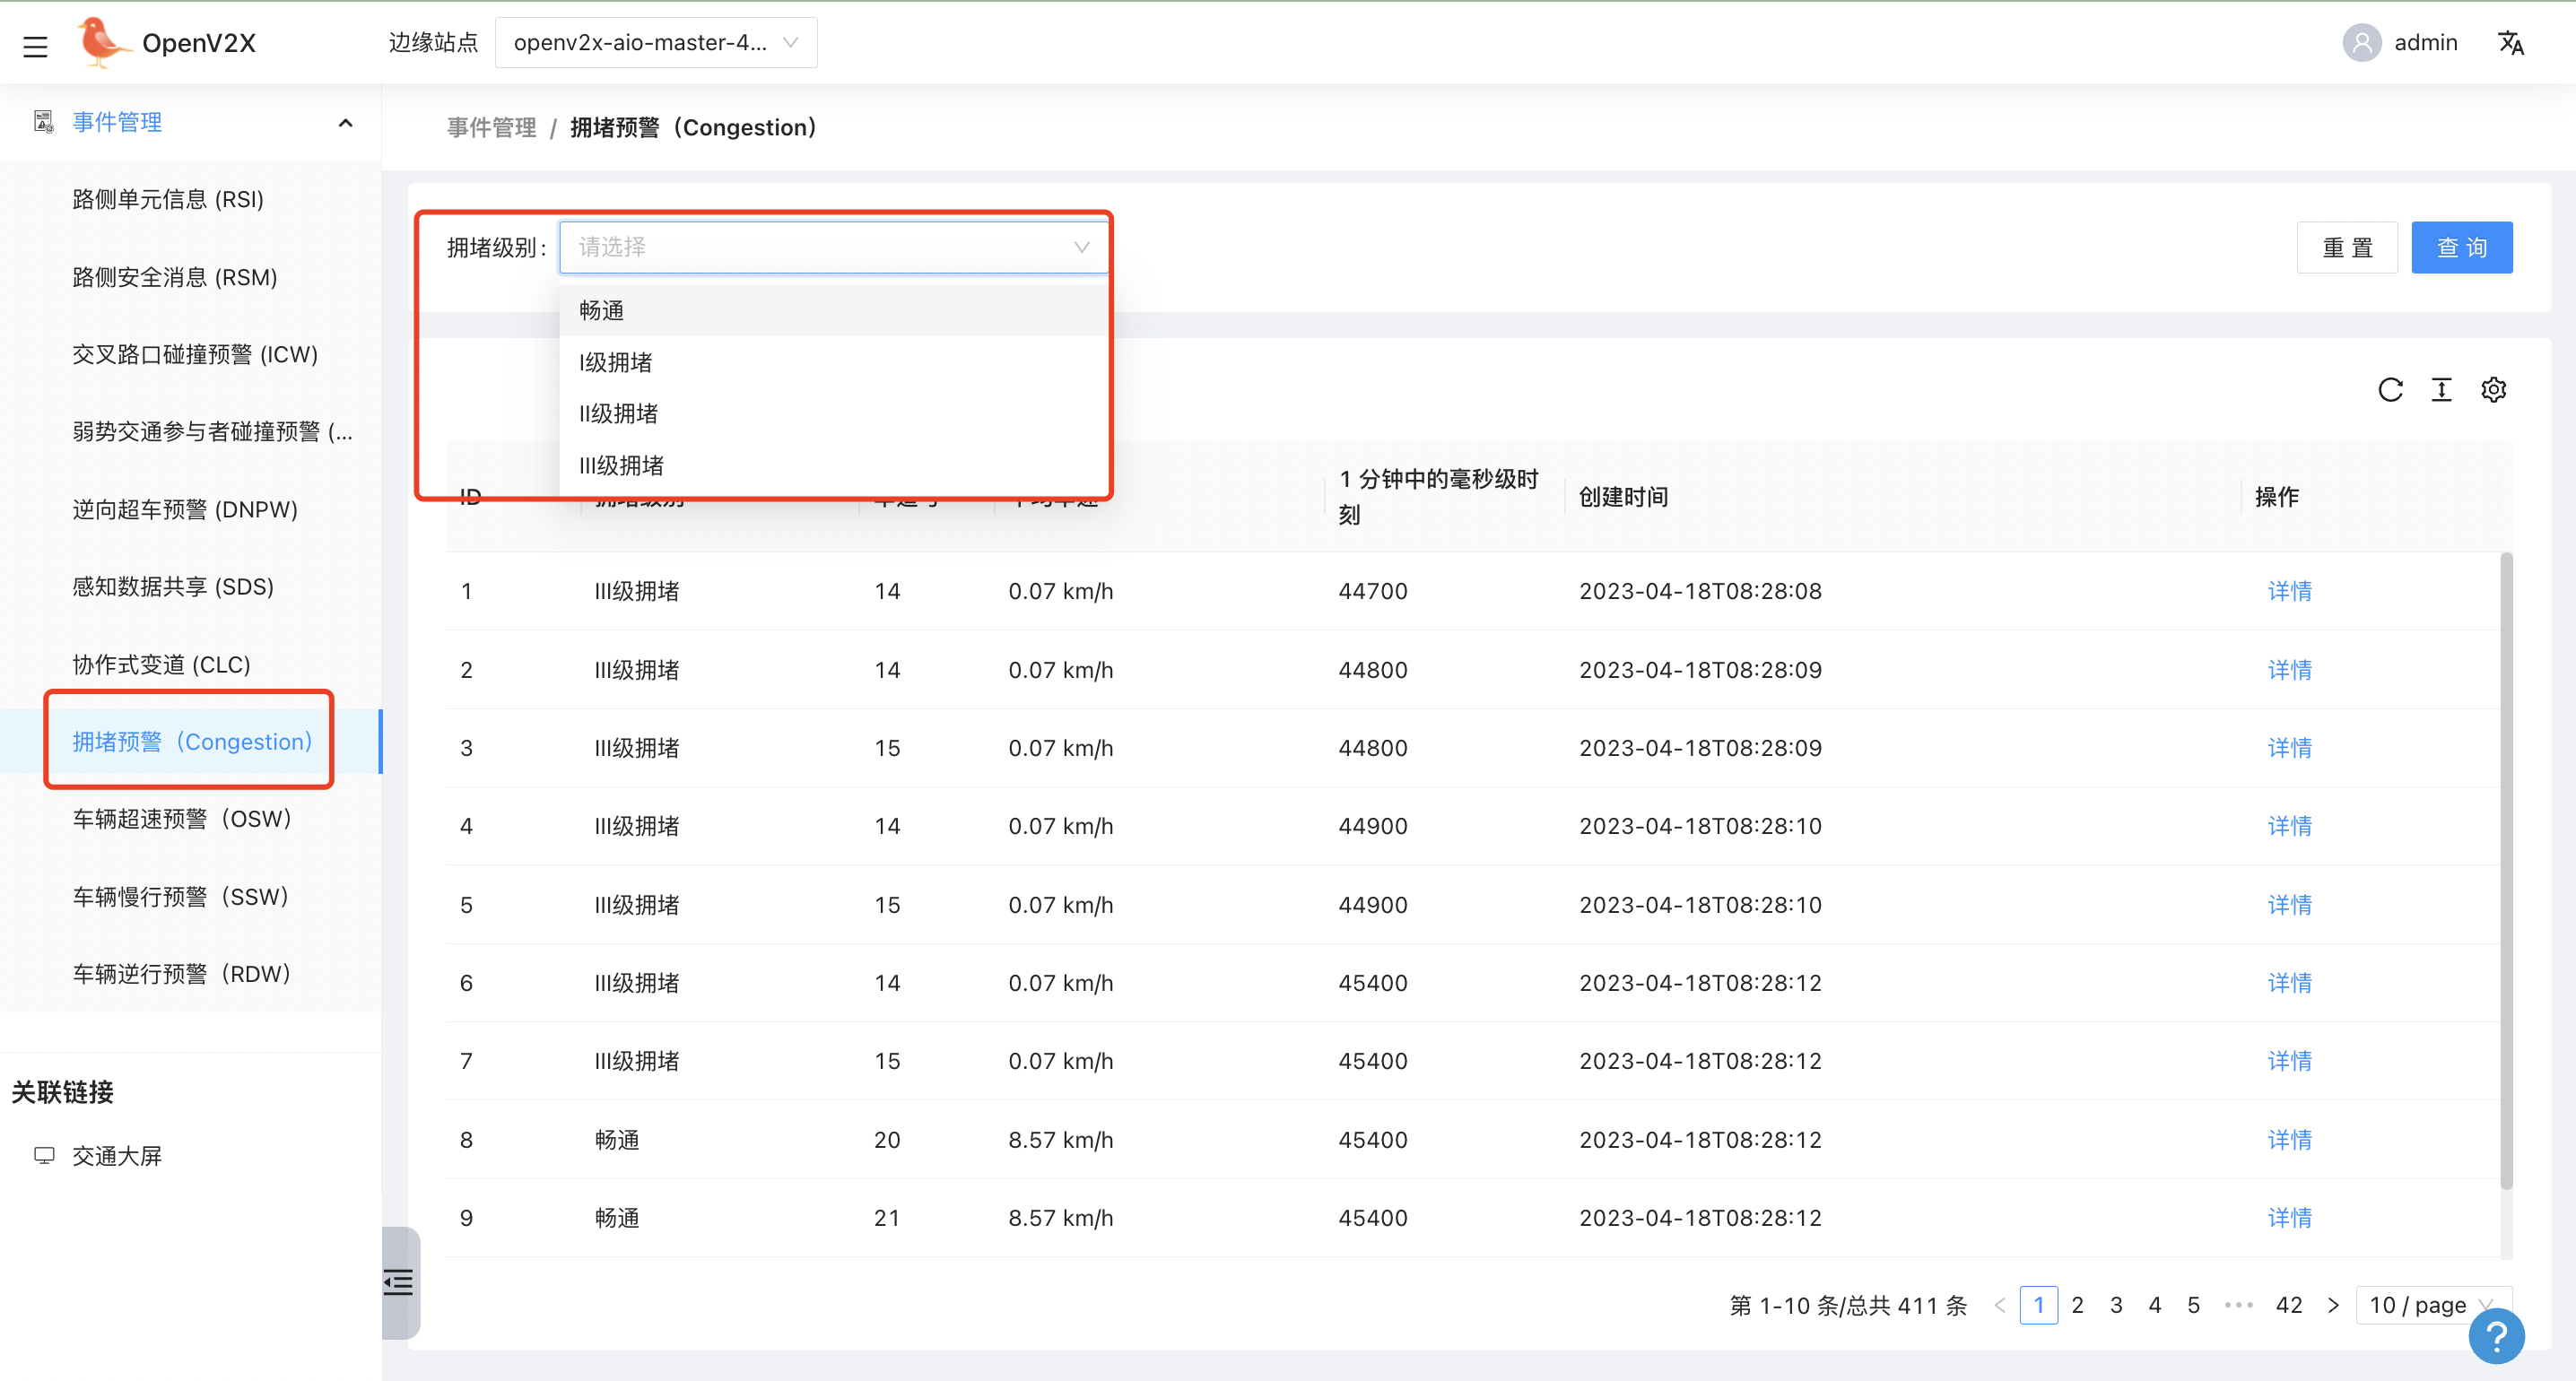 OpenV2X
边缘站点 openv2x-aio-master-4...
admin
事件管理
路侧单元信息 (RSI)
路侧安全消息 (RSM)
交叉路口碰撞预警 (ICW)
弱势交通参与者碰撞预警 (...
逆向超车预警 (DNPW)
感知数据共享 (SDS)
协作式变道 (CLC)
拥堵预警（Congestion）
车辆超速预警（OSW）
车辆慢行预警（SSW）
车辆逆行预警（RDW）
关联链接
交通大屏
事件管理 / 拥堵预警（Congestion）
拥堵级别: 请选择
重 置 查 询
畅通
I级拥堵
II级拥堵
III级拥堵
ID 拥堵级别 1 分钟中的毫秒级时刻 创建时间 操作
1 III级拥堵 14 0.07 km/h 44700 2023-04-18T08:28:08 详情
2 III级拥堵 14 0.07 km/h 44800 2023-04-18T08:28:09 详情
3 III级拥堵 15 0.07 km/h 44800 2023-04-18T08:28:09 详情
4 III级拥堵 14 0.07 km/h 44900 2023-04-18T08:28:10 详情
5 III级拥堵 15 0.07 km/h 44900 2023-04-18T08:28:10 详情
6 III级拥堵 14 0.07 km/h 45400 2023-04-18T08:28:12 详情
7 III级拥堵 15 0.07 km/h 45400 2023-04-18T08:28:12 详情
8 畅通 20 8.57 km/h 45400 2023-04-18T08:28:12 详情
9 畅通 21 8.57 km/h 45400 2023-04-18T08:28:12 详情
第 1-10 条/总共 411 条 < 1 2 3 4 5 ••• 42 > 10 / page
?